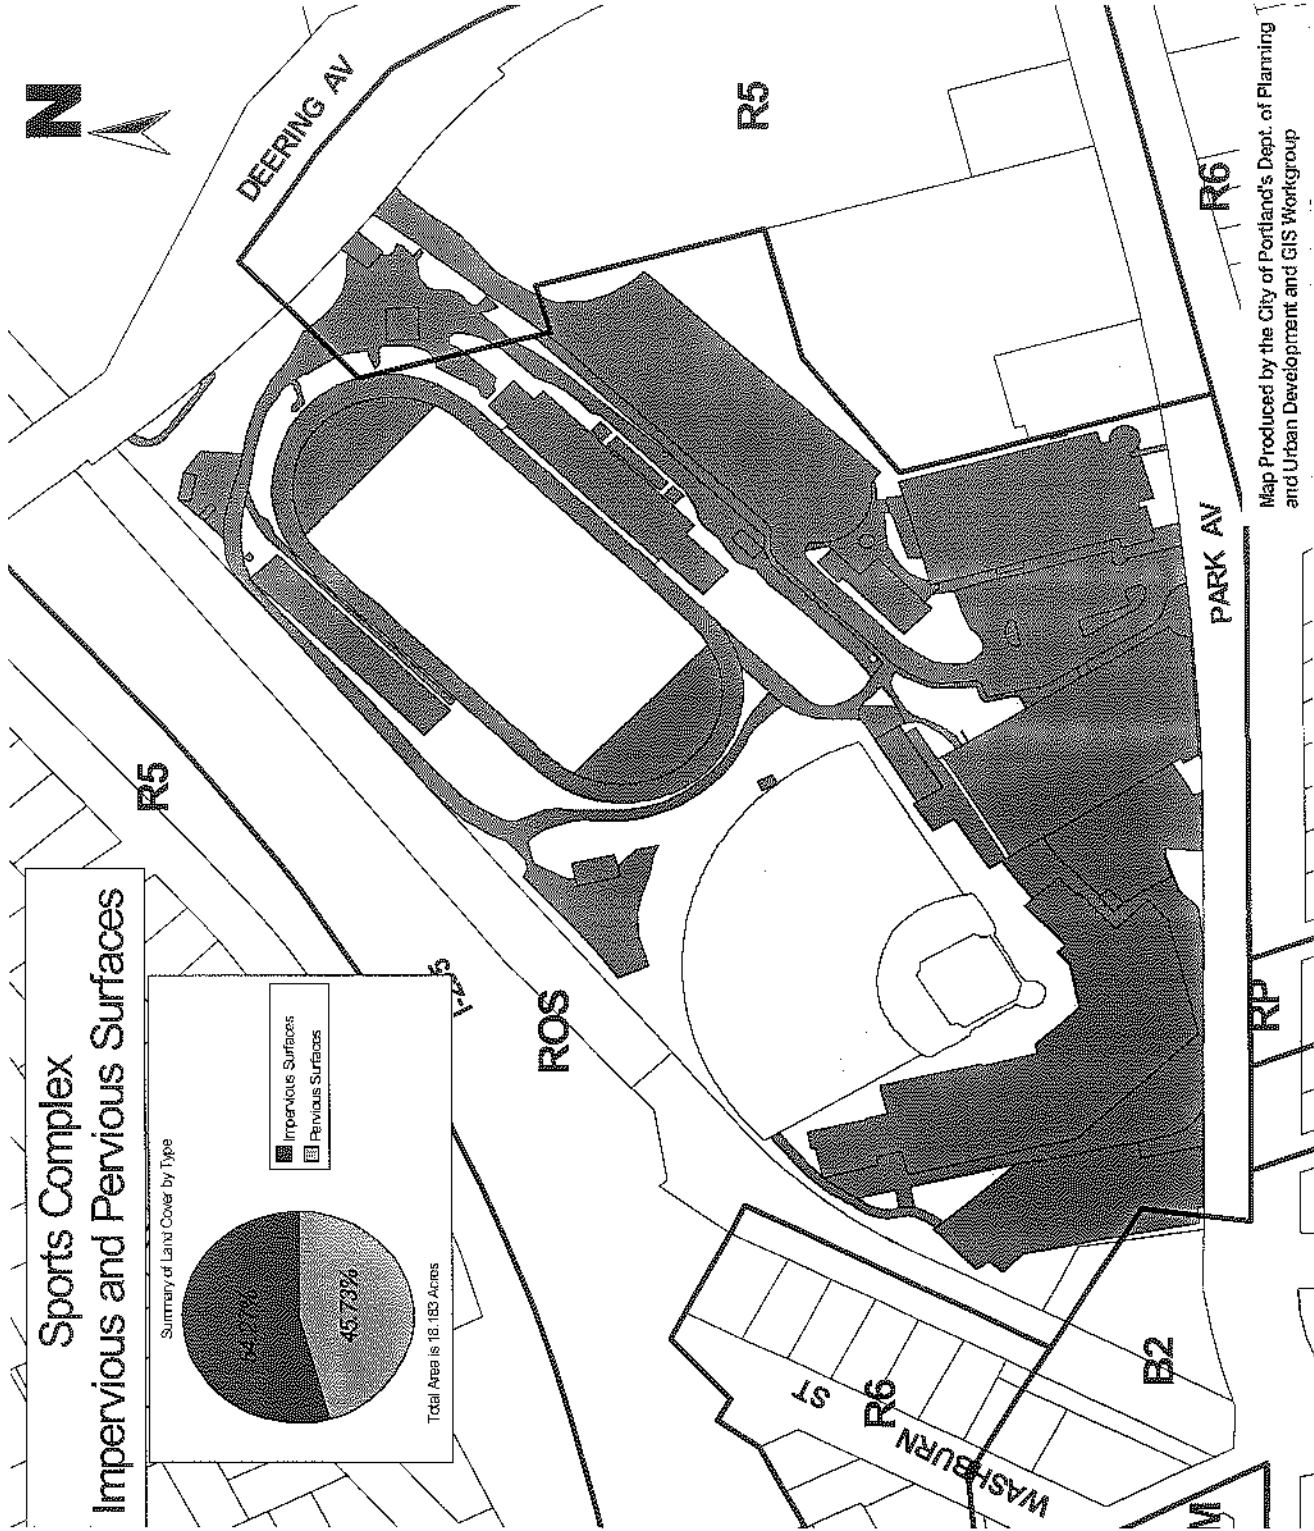 Sports Complex
Impervious and Pervious Surfaces
Summary of Land Cover by Type
45.73%
Impervious Surfaces
Pervious Surfaces
Total Area is 18.183 Acres
N
DEERING AV
R5
R5
R6
ROS
PARK AV
RP
R6
WASHBURN ST
B2
M
Map Produced by the City of Portland's Dept. of Planning
and Urban Development and GIS Workgroup